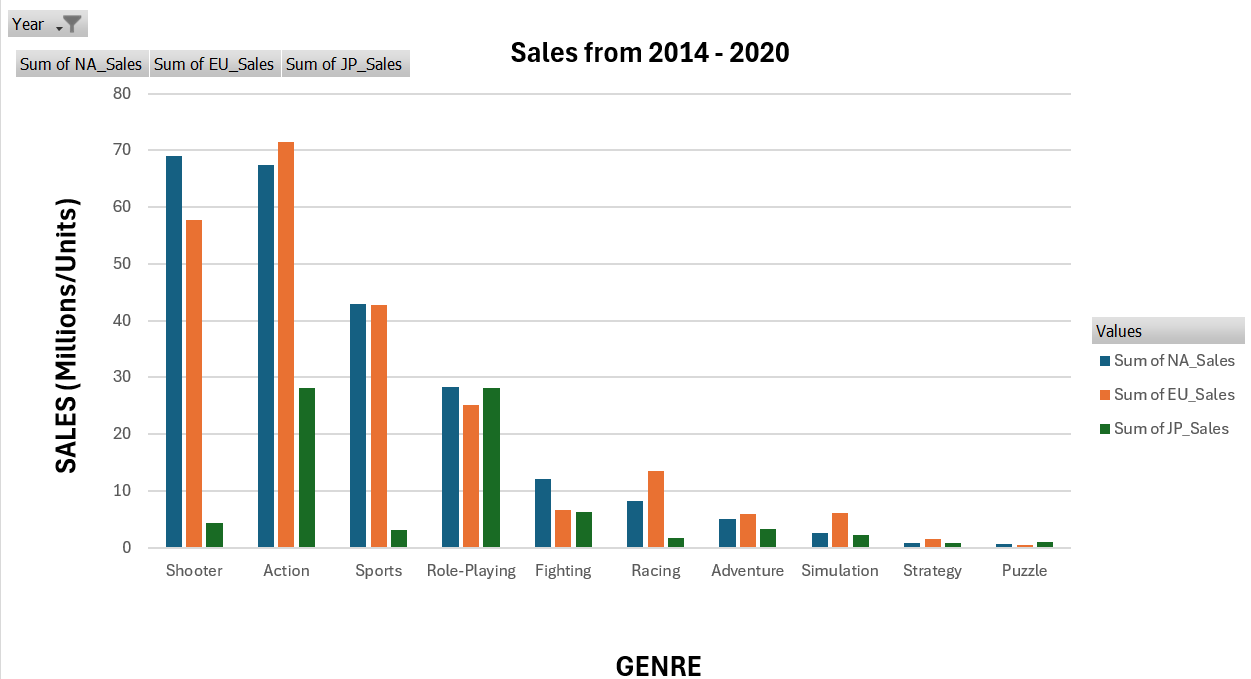 Year
Sum of NA_Sales Sum of EU_Sales Sum of JP_Sales
Sales from 2014 - 2020
SALES (Millions/Units)
80
70
60
50
40
30
20
10
0
Shooter Action Sports Role-Playing Fighting Racing Adventure Simulation Strategy Puzzle
GENRE
Values
Sum of NA_Sales
Sum of EU_Sales
Sum of JP_Sales